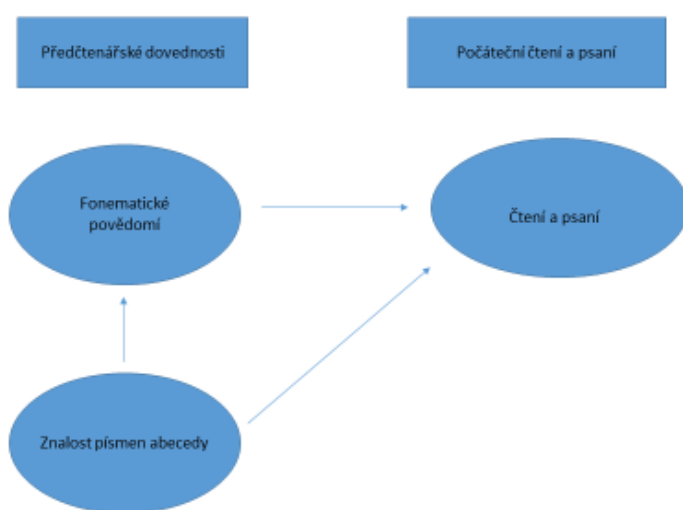 Předčtenářské dovednosti
Počáteční čtení a psaní
Fonematické
povědomí
Čtení a psaní
Znalost písmen abecedy